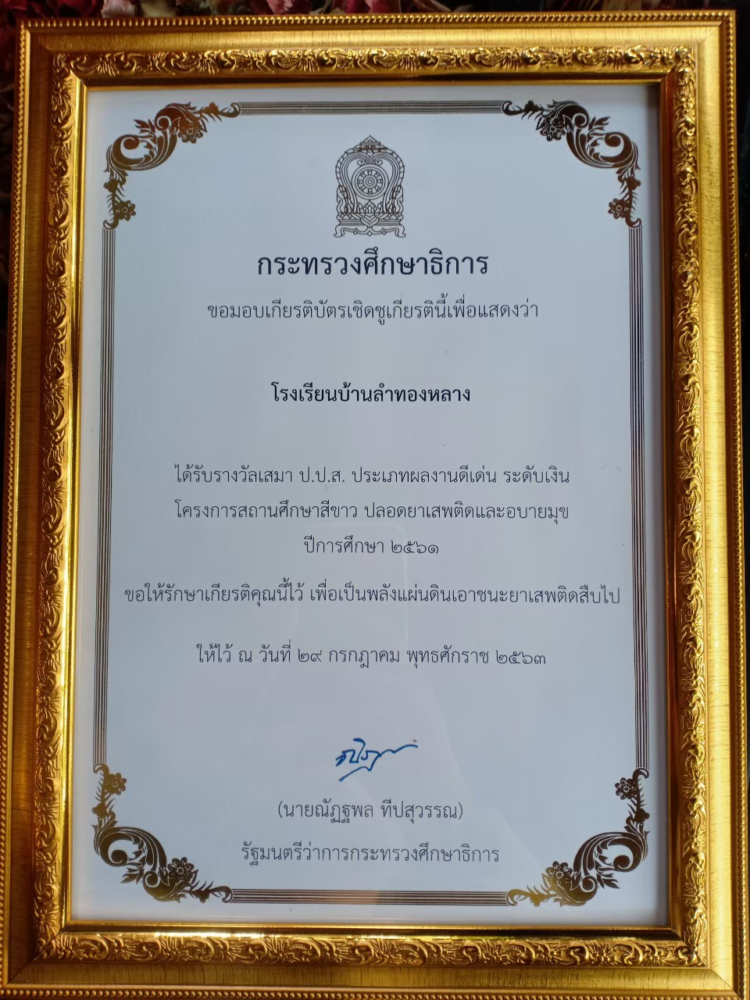 กระทรวงศึกษาธิการ
ขอมอบเกียรติบัตรเชิดชูเกียรตินี้เพื่อแสดงว่า
โรงเรียนบ้านลำทองหลาง
ได้รับรางวัลเสมา ป.ป.ส. ประเภทผลงานดีเด่น ระดับเงิน
โครงการสถานศึกษาสีขาว ปลอดยาเสพติดและอบายมุข
ปีการศึกษา ๒๕๖๑
ขอให้รักษาเกียรติคุณนี้ไว้ เพื่อเป็นพลังแผ่นดินเอาชนะยาเสพติดสืบไป
ให้ไว้ ณ วันที่ ๒๙ กรกฎาคม พุทธศักราช ๒๕๖๓
(นายณัฏฐพล ทีปสุวรรณ)
รัฐมนตรีว่าการกระทรวงศึกษาธิการ